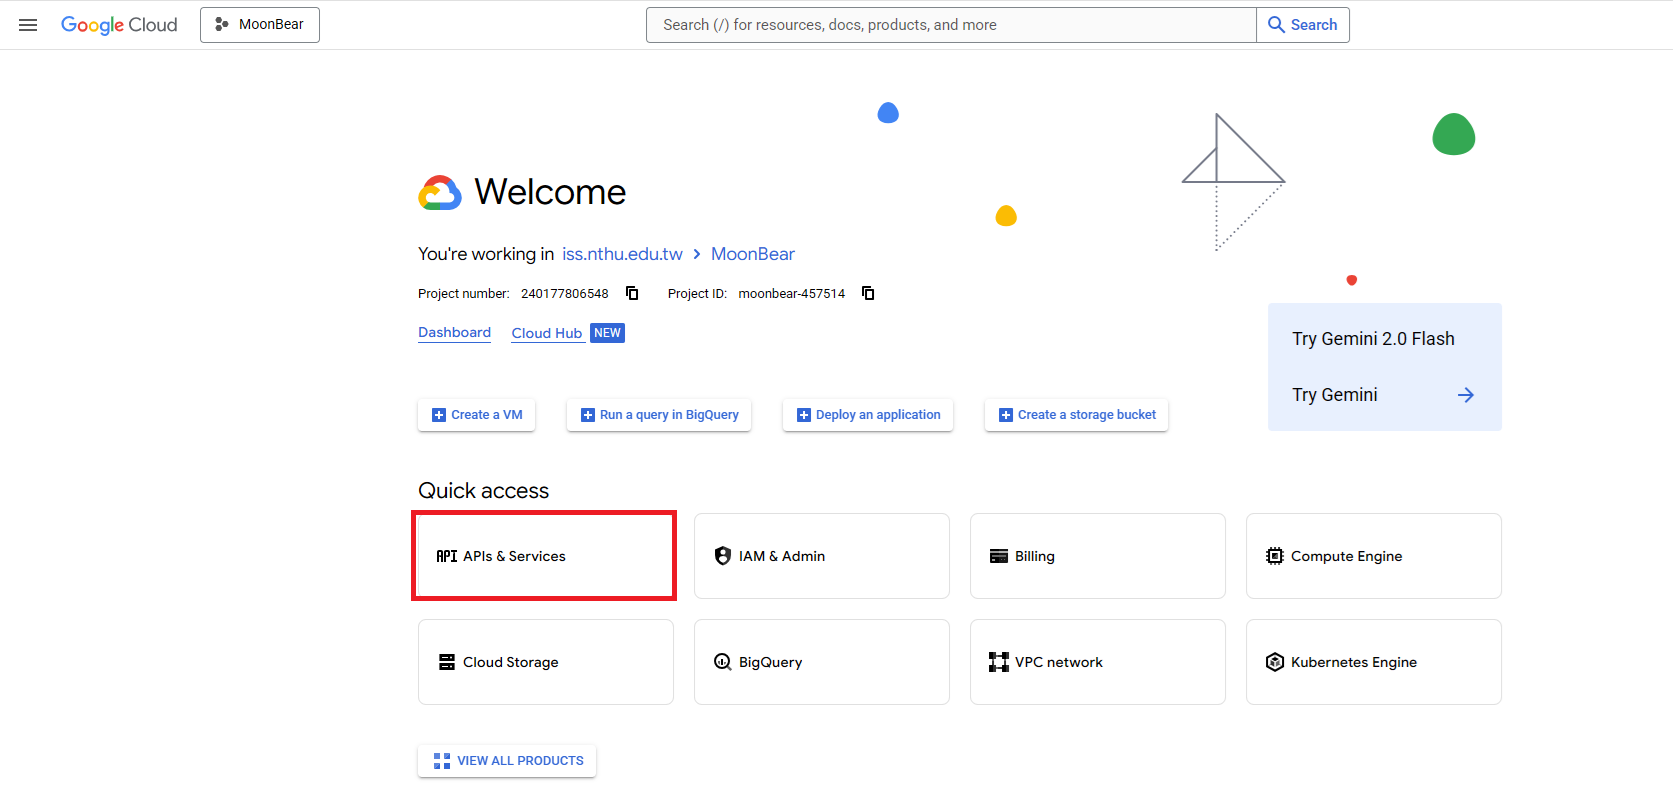 Google Cloud
MoonBear
Search (/) for resources, docs, products, and more
Search
Welcome
You're working in iss.nthu.edu.tw > MoonBear
Project number: 240177806548 Project ID: moonbear-457514
Dashboard Cloud Hub NEW
Try Gemini 2.0 Flash
Try Gemini
Create a VM
Run a query in BigQuery
Deploy an application
Create a storage bucket
Quick access
API APIs & Services
IAM & Admin
Billing
Compute Engine
Cloud Storage
BigQuery
VPC network
Kubernetes Engine
VIEW ALL PRODUCTS